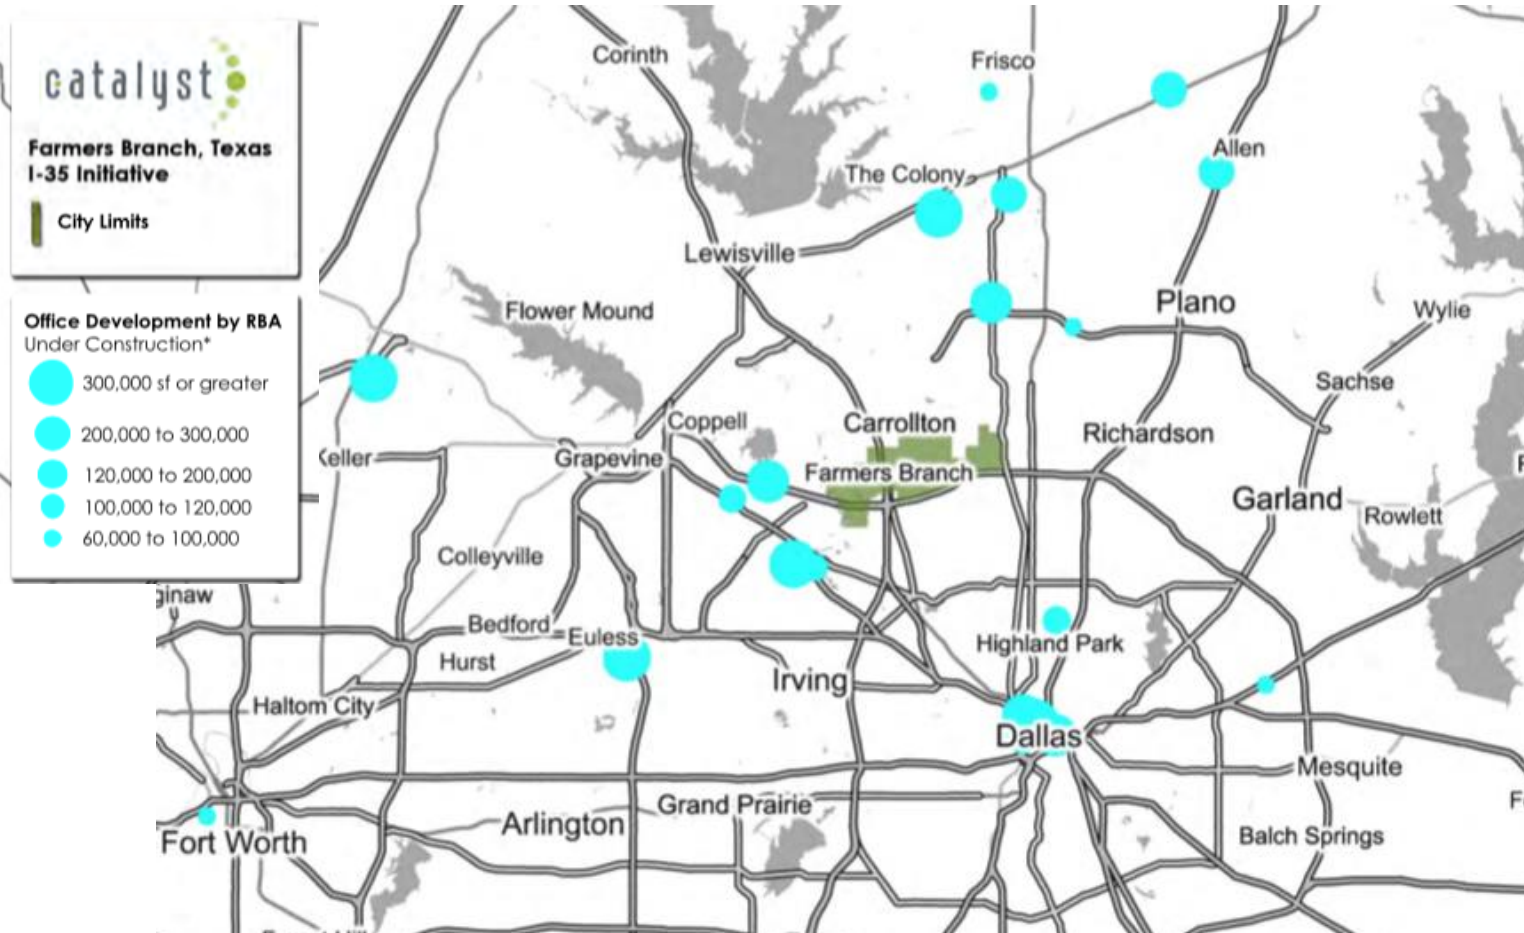 catalyst
Farmers Branch, Texas
I-35 Initiative
City Limits
Office Development by RBA
Under Construction*
300,000 sf or greater
200,000 to 300,000
120,000 to 200,000
100,000 to 120,000
60,000 to 100,000
Corinth
Frisco
Allen
The Colony
Lewisville
Flower Mound
Plano
Wylie
Sachse
Coppell
Carrollton
Richardson
Keller
Grapevine
Farmers Branch
Garland
Rowlett
Colleyville
ginaw
Bedford
Euless
Highland Park
Hurst
Irving
Haltom City
Dallas
Mesquite
Grand Prairie
Arlington
Balch Springs
Fort Worth